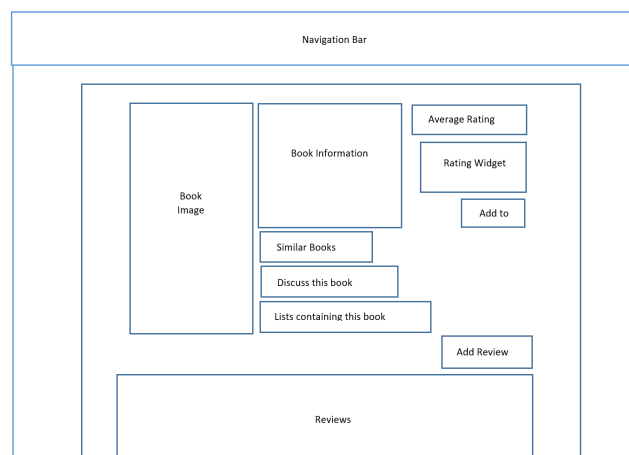 Navigation Bar
Book
Image
Book Information
Average Rating
Rating Widget
Add to
Similar Books
Discuss this book
Lists containing this book
Add Review
Reviews